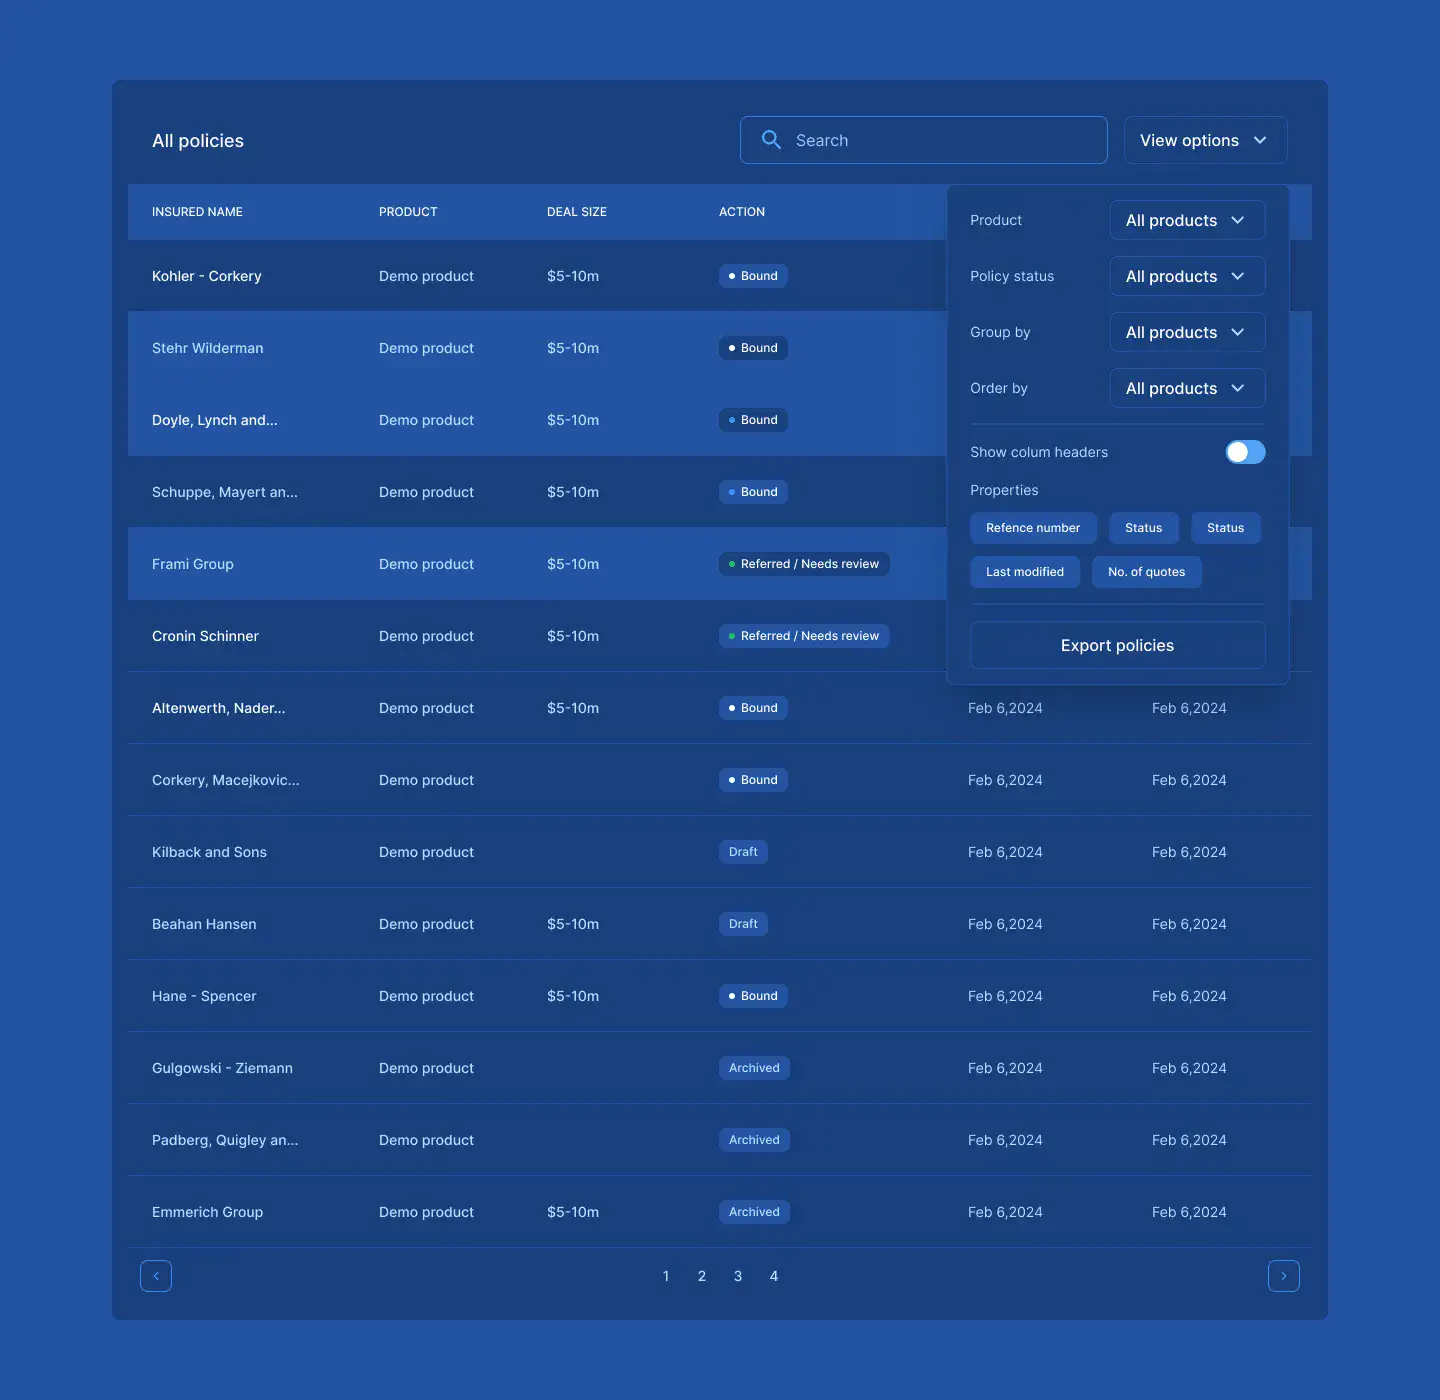 All policies
Search
View options
INSURED NAME PRODUCT DEAL SIZE ACTION
Product All products
Policy status All products
Group by All products
Order by All products
Show colum headers
Properties
Refence number Status Status
Last modified No. of quotes
Export policies
Kohler - Corkery Demo product $5-10m Bound
Stehr Wilderman Demo product $5-10m Bound
Doyle, Lynch and... Demo product $5-10m Bound
Schuppe, Mayert an... Demo product $5-10m Bound
Frami Group Demo product $5-10m Referred / Needs review
Cronin Schinner Demo product $5-10m Referred / Needs review
Altenwerth, Nader... Demo product $5-10m Bound Feb 6,2024 Feb 6,2024
Corkery, Macejkovic... Demo product Bound Feb 6,2024 Feb 6,2024
Kilback and Sons Demo product Draft Feb 6,2024 Feb 6,2024
Beahan Hansen Demo product $5-10m Draft Feb 6,2024 Feb 6,2024
Hane - Spencer Demo product $5-10m Bound Feb 6,2024 Feb 6,2024
Gulgowski - Ziemann Demo product Archived Feb 6,2024 Feb 6,2024
Padberg, Quigley an... Demo product Archived Feb 6,2024 Feb 6,2024
Emmerich Group Demo product $5-10m Archived Feb 6,2024 Feb 6,2024
1 2 3 4